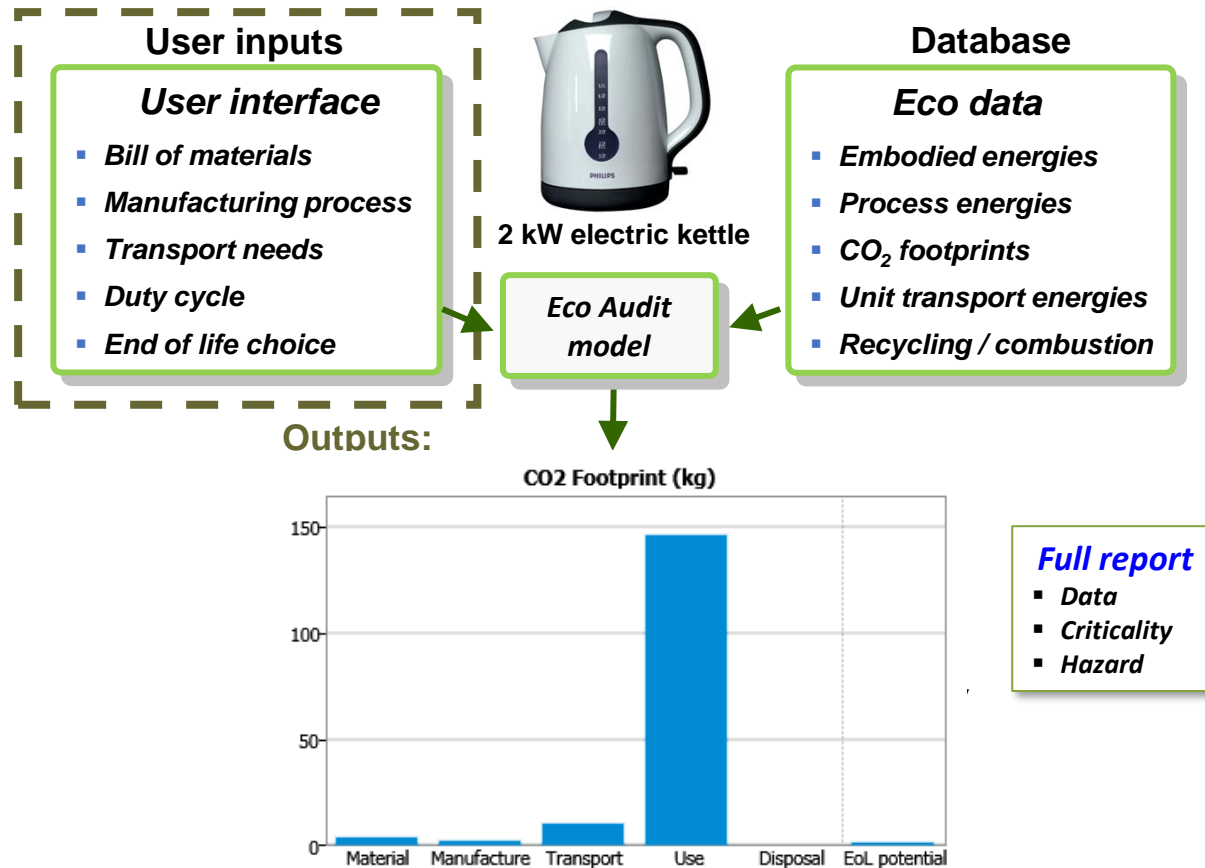 User inputs
User interface
▪ Bill of materials
▪ Manufacturing process
▪ Transport needs
▪ Duty cycle
▪ End of life choice
PHILIPS
2 kW electric kettle
Eco Audit
model
Database
Eco data
▪ Embodied energies
▪ Process energies
▪ CO₂ footprints
▪ Unit transport energies
▪ Recycling / combustion
Outputs:
CO2 Footprint (kg)
150
100
50
0
Material Manufacture Transport Use Disposal EoL potential
Full report
▪ Data
▪ Criticality
▪ Hazard